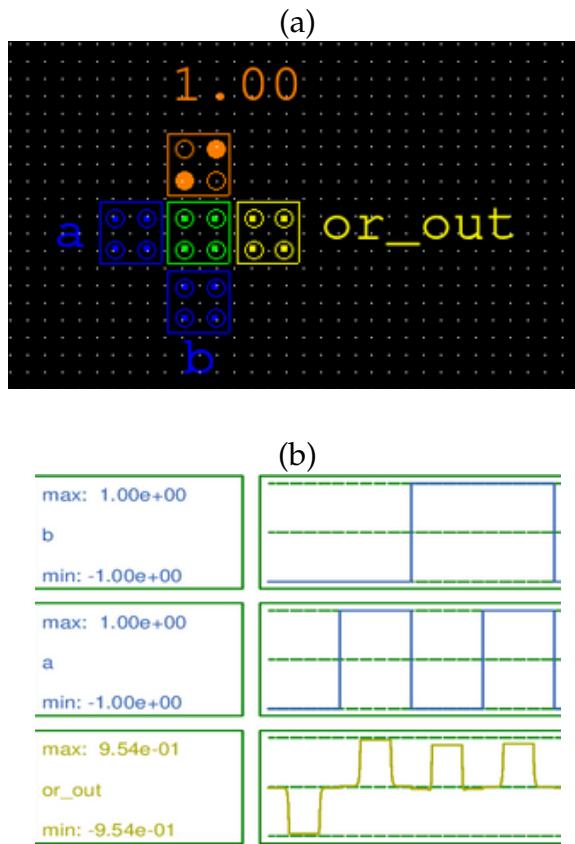 (a)
1.00
a
or_out
b
(b)
max: 1.00e+00
b
min: -1.00e+00
max: 1.00e+00
a
min: -1.00e+00
max: 9.54e-01
or_out
min: -9.54e-01